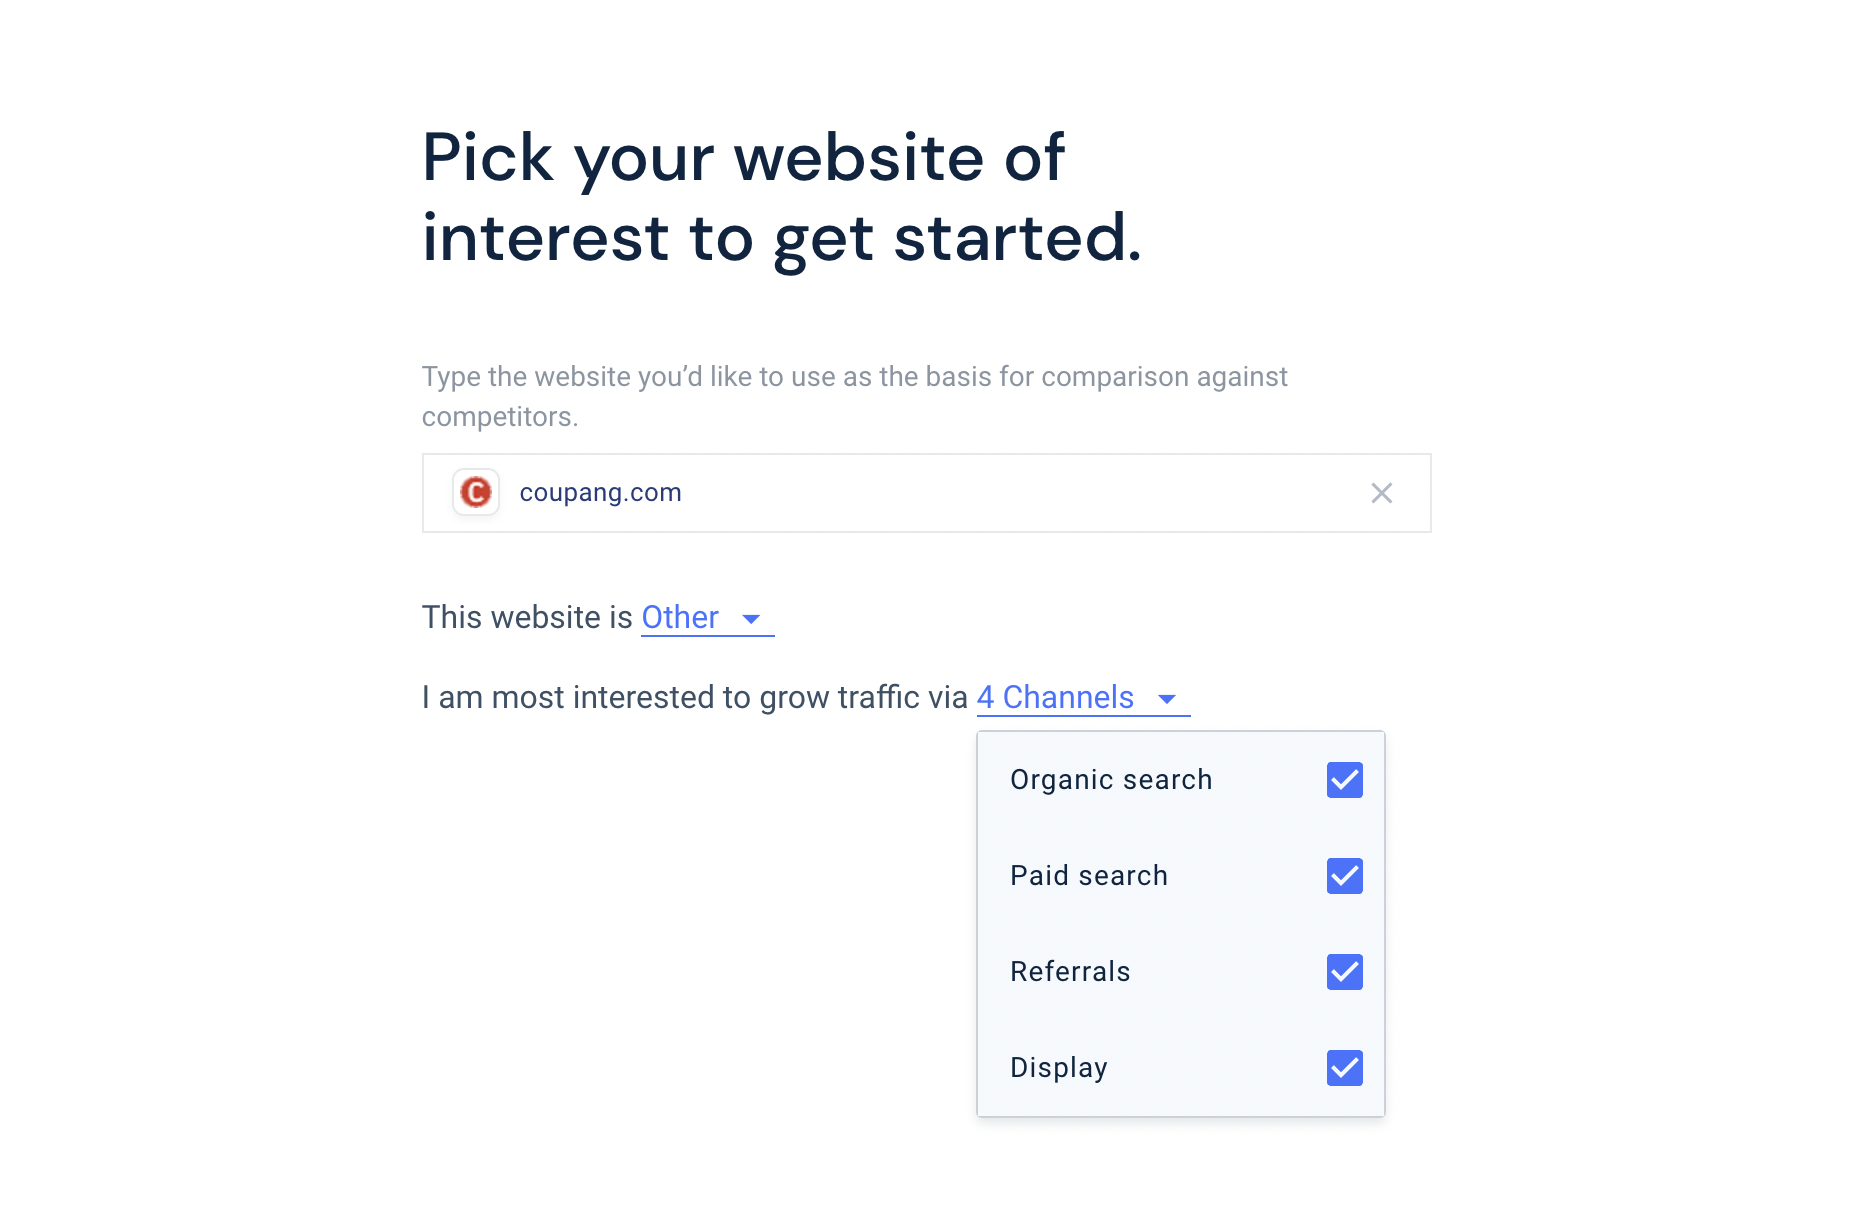 Pick your website of
interest to get started.
Type the website you’d like to use as the basis for comparison against
competitors.
C coupang.com
This website is Other
I am most interested to grow traffic via 4 Channels
Organic search
Paid search
Referrals
Display